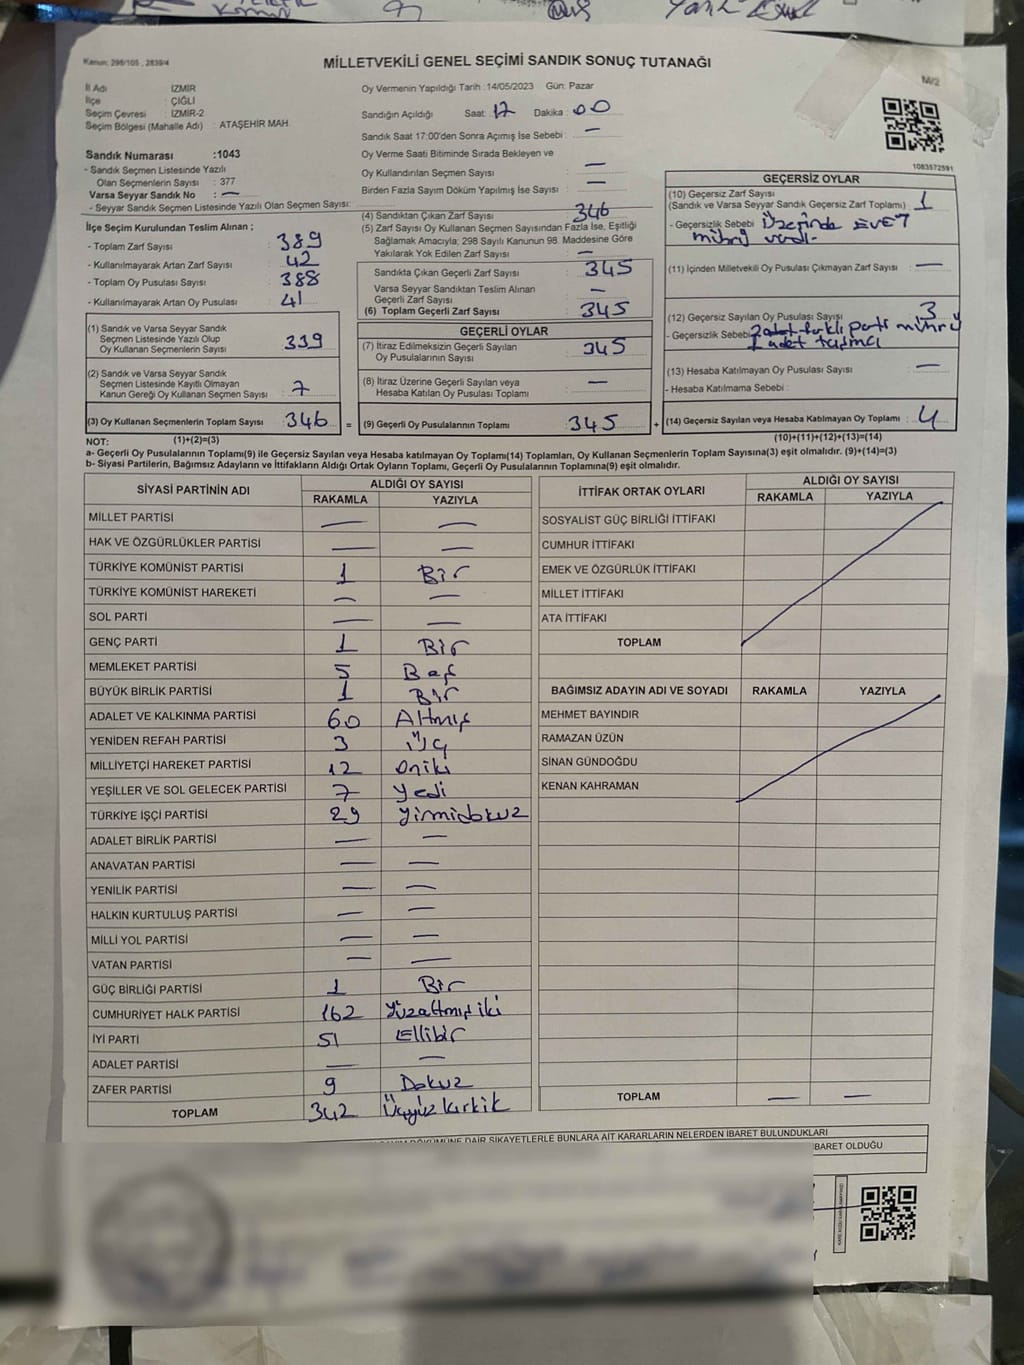 Kanun: 298/105 , 2839/4
MİLLETVEKİLİ GENEL SEÇİMİ SANDIK SONUÇ TUTANAĞI
M/2
İl Adı İZMİR
İlçe : ÇİĞLİ
Seçim Çevresi : İZMİR-2
Seçim Bölgesi (Mahalle Adı) : ATAŞEHİR MAH.
Oy Vermenin Yapıldığı Tarih :14/05/2023 Gün: Pazar
Sandığın Açıldığı Saat: 17 Dakika : 00
Sandık Saat 17:00'den Sonra Açımış İse Sebebi : —
Sandık Numarası :1043
- Sandık Seçmen Listesinde Yazılı
Olan Seçmenlerin Sayısı : 377
Varsa Seyyar Sandık No : —
- Seyyar Sandık Seçmen Listesinde Yazılı Olan Seçmen Sayısı:
Oy Verme Saati Bitiminde Sırada Bekleyen ve
Oy Kullandırılan Seçmen Sayısı : —
Birden Fazla Sayım Döküm Yapılmış İse Sayısı : —
1083572591
İlçe Seçim Kurulundan Teslim Alınan ;
- Toplam Zarf Sayısı : 389
- Kullanılmayarak Artan Zarf Sayısı : 42
- Toplam Oy Pusulası Sayısı : 388
- Kullanılmayarak Artan Oy Pusulası : 41
(1) Sandık ve Varsa Seyyar Sandık
Seçmen Listesinde Yazılı Olup
Oy Kullanan Seçmenlerin Sayısı : 339
(2) Sandık ve Varsa Seyyar Sandık
Seçmen Listesinde Kayıtlı Olmayan
Kanun Gereği Oy Kullanan Seçmen Sayısı : 7
(3) Oy Kullanan Seçmenlerin Toplam Sayısı : 346
(4) Sandıktan Çıkan Zarf Sayısı : 346
(5) Zarf Sayısı Oy Kullanan Seçmen Sayısından Fazla İse, Eşitliği
Sağlamak Amacıyla; 298 Sayılı Kanunun 98. Maddesine Göre
Yakılarak Yok Edilen Zarf Sayısı : —
Sandıkta Çıkan Geçerli Zarf Sayısı : 345
Varsa Seyyar Sandıktan Teslim Alınan
Geçerli Zarf Sayısı : —
(6) Toplam Geçerli Zarf Sayısı : 345
GEÇERLİ OYLAR
(7) İtiraz Edilmeksizin Geçerli Sayılan
Oy Pusulalarının Sayısı : 345
(8) İtiraz Üzerine Geçerli Sayılan veya
Hesaba Katılan Oy Pusulası Toplamı : —
= (9) Geçerli Oy Pusulalarının Toplamı : 345 +
GEÇERSİZ OYLAR
(10) Geçersiz Zarf Sayısı
(Sandık ve Varsa Seyyar Sandık Geçersiz Zarf Toplamı) : 1
- Geçersizlik Sebebi : Üzerinde EVET
mührü vardı.
(11) İçinden Milletvekili Oy Pusulası Çıkmayan Zarf Sayısı : —
(12) Geçersiz Sayılan Oy Pusulası Sayısı : 3
- Geçersizlik Sebebi : 2 adet farklı parti mührü
1 adet taşmcı
(13) Hesaba Katılmayan Oy Pusulası Sayısı : —
- Hesaba Katılmama Sebebi :
(14) Geçersiz Sayılan veya Hesaba Katılmayan Oy Toplamı : 4
NOT: (1)+(2)=(3)
(10)+(11)+(12)+(13)=(14)
a- Geçerli Oy Pusulaları Toplamı(9) ile Geçersiz Sayılan veya Hesaba katılmayan Oy Toplamı(14) Toplamları, Oy Kullanan Seçmenlerin Toplam Sayısına(3) eşit olmalıdır. (9)+(14)=(3)
b- Siyasi Partilerin, Bağımsız Adayların ve İttifakların Aldığı Ortak Oyların Toplamı, Geçerli Oy Pusulalarının Toplamına(9) eşit olmalıdır.
SİYASİ PARTİNİN ADI ALDIĞI OY SAYISI
RAKAMLA YAZIYLA
MİLLET PARTİSİ — —
HAK VE ÖZGÜRLÜKLER PARTİSİ — —
TÜRKİYE KOMÜNİST PARTİSİ 1 Bir
TÜRKİYE KOMÜNİST HAREKETİ — —
SOL PARTİ — —
GENÇ PARTİ 1 Bir
MEMLEKET PARTİSİ 5 Beş
BÜYÜK BİRLİK PARTİSİ 1 Bir
ADALET VE KALKINMA PARTİSİ 60 Altmış
YENİDEN REFAH PARTİSİ 3 Üç
MİLLİYETÇİ HAREKET PARTİSİ 12 Oniki
YEŞİLLER VE SOL GELECEK PARTİSİ 7 Yedi
TÜRKİYE İŞÇİ PARTİSİ 29 Yirmidokuz
ADALET BİRLİK PARTİSİ — —
ANAVATAN PARTİSİ — —
YENİLİK PARTİSİ — —
HALKIN KURTULUŞ PARTİSİ — —
MİLLİ YOL PARTİSİ — —
VATAN PARTİSİ — —
GÜÇ BİRLİĞİ PARTİSİ 1 Bir
CUMHURİYET HALK PARTİSİ 162 Yüzaltmışiki
İYİ PARTİ 51 Ellibir
ADALET PARTİSİ — —
ZAFER PARTİSİ 9 Dokuz
TOPLAM 342 Üçyüzkırkik
İTTİFAK ORTAK OYLARI ALDIĞI OY SAYISI
RAKAMLA YAZIYLA
SOSYALİST GÜÇ BİRLİĞİ İTTİFAKI
CUMHUR İTTİFAKI
EMEK VE ÖZGÜRLÜK İTTİFAKI
MİLLET İTTİFAKI
ATA İTTİFAKI
TOPLAM
BAĞIMSIZ ADAYIN ADI VE SOYADI RAKAMLA YAZIYLA
MEHMET BAYINDIR
RAMAZAN ÜZÜN
SİNAN GÜNDOĞDU
KENAN KAHRAMAN
TOPLAM — —
DÖKÜMÜNE DAİR ŞİKAYETLERLE BUNLARA AİT KARARLARIN NELERDEN İBARET BULUNDUKLARI
İBARET OLDUĞU